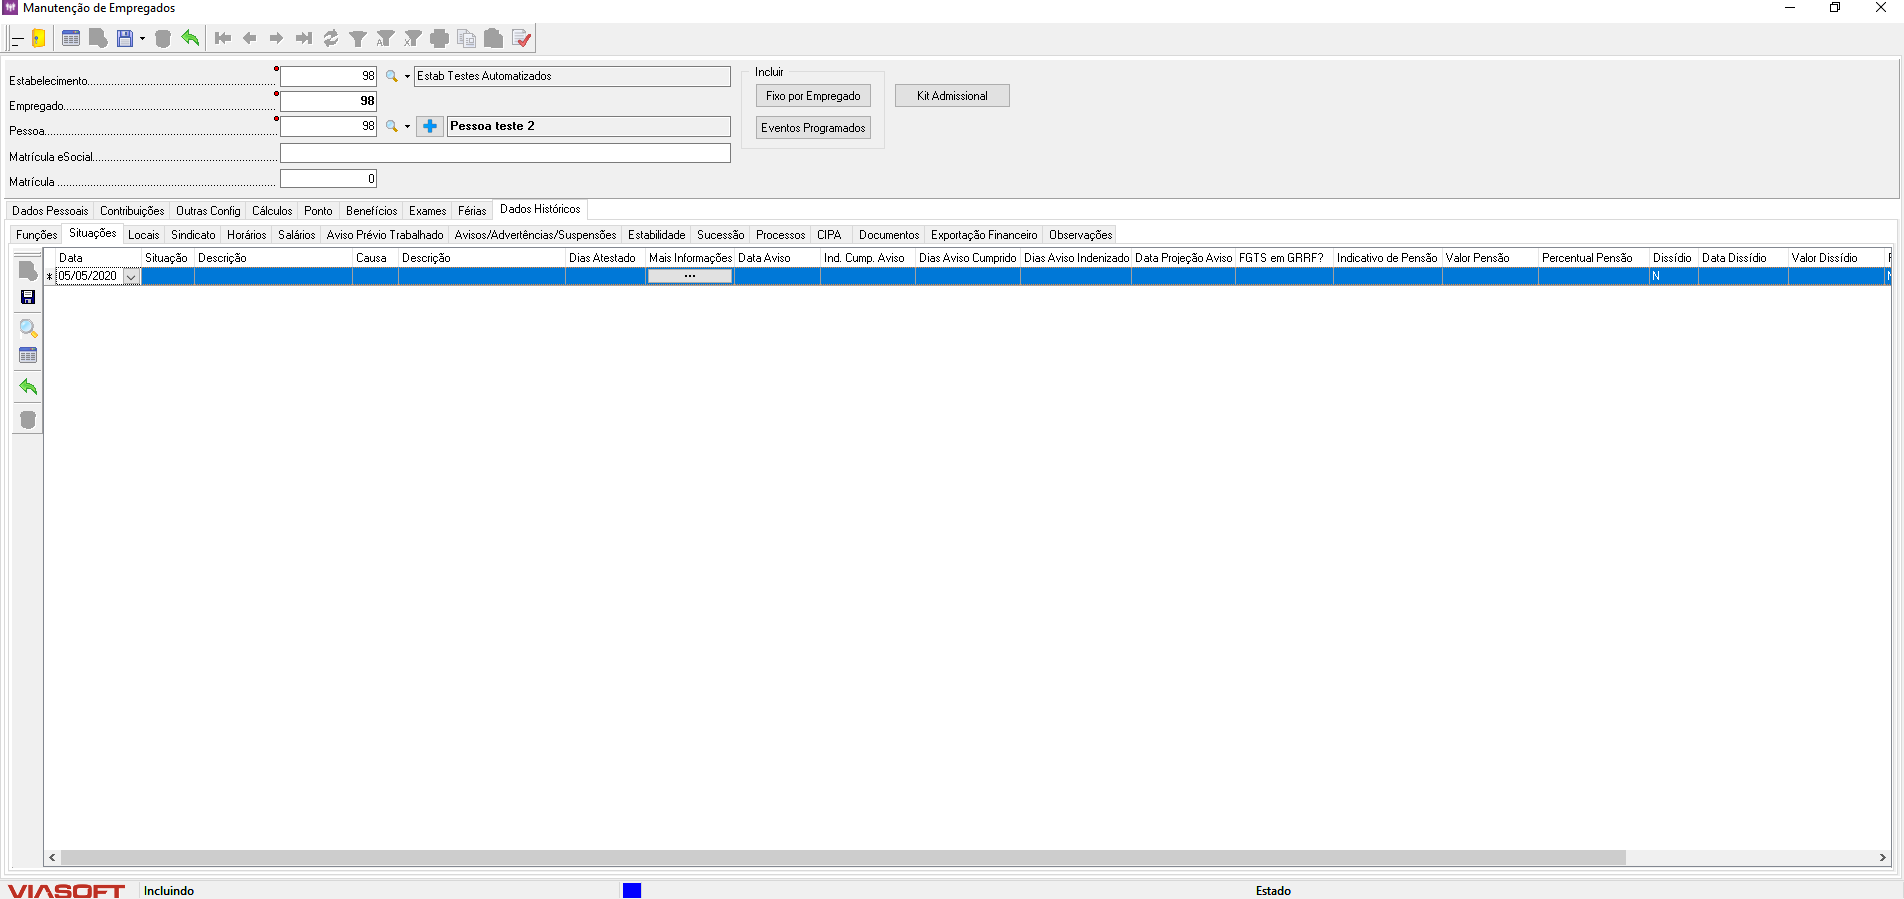 Manutenção de Empregados
Estabelecimento 98 Estab Testes Automatizados
Empregado 98
Pessoa 98 Pessoa teste 2
Matrícula eSocial
Matrícula 0
Incluir
Fixo por Empregado
Eventos Programados
Kit Admissional
Dados Pessoais Contribuições Outras Config Cálculos Ponto Benefícios Exames Férias Dados Históricos
Funções Situações Locais Sindicato Horários Salários Aviso Prévio Trabalhado Avisos/Advertências/Suspensões Estabilidade Sucessão Processos CIPA Documentos Exportação Financeiro Observações
Data Situação Descrição Causa Descrição Dias Atestado Mais Informações Data Aviso Ind. Cump. Aviso Dias Aviso Cumprido Dias Aviso Indenizado Data Projeção Aviso FGTS em GRRF? Indicativo de Pensão Valor Pensão Percentual Pensão Dissídio Data Dissídio Valor Dissídio
* 05/05/2020 ... N
VIASOFT Incluindo Estado